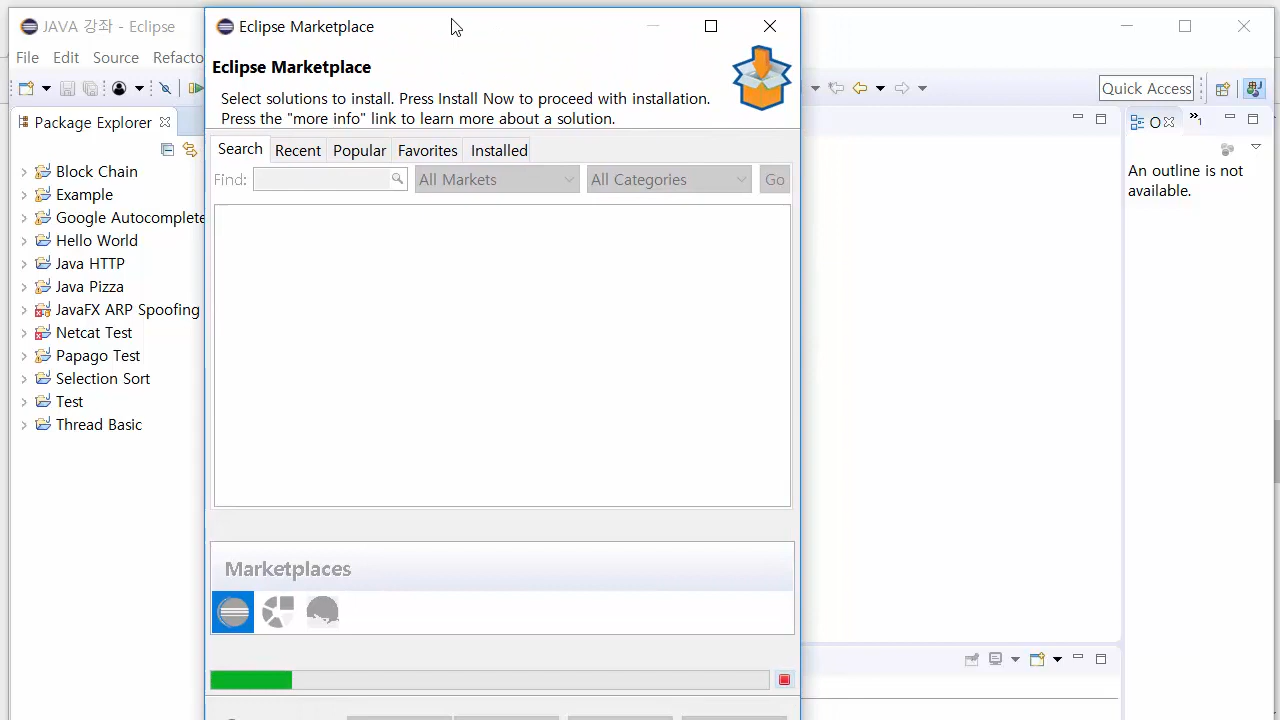 JAVA 강좌 - Eclipse
File Edit Source Refacto
Package Explorer
Block Chain
Example
Google Autocomplete
Hello World
Java HTTP
Java Pizza
JavaFX ARP Spoofing
Netcat Test
Papago Test
Selection Sort
Test
Thread Basic
Eclipse Marketplace
Eclipse Marketplace
Select solutions to install. Press Install Now to proceed with installation.
Press the "more info" link to learn more about a solution.
Search Recent Popular Favorites Installed
Find: All Markets All Categories Go
Marketplaces
Quick Access
O
An outline is not
available.